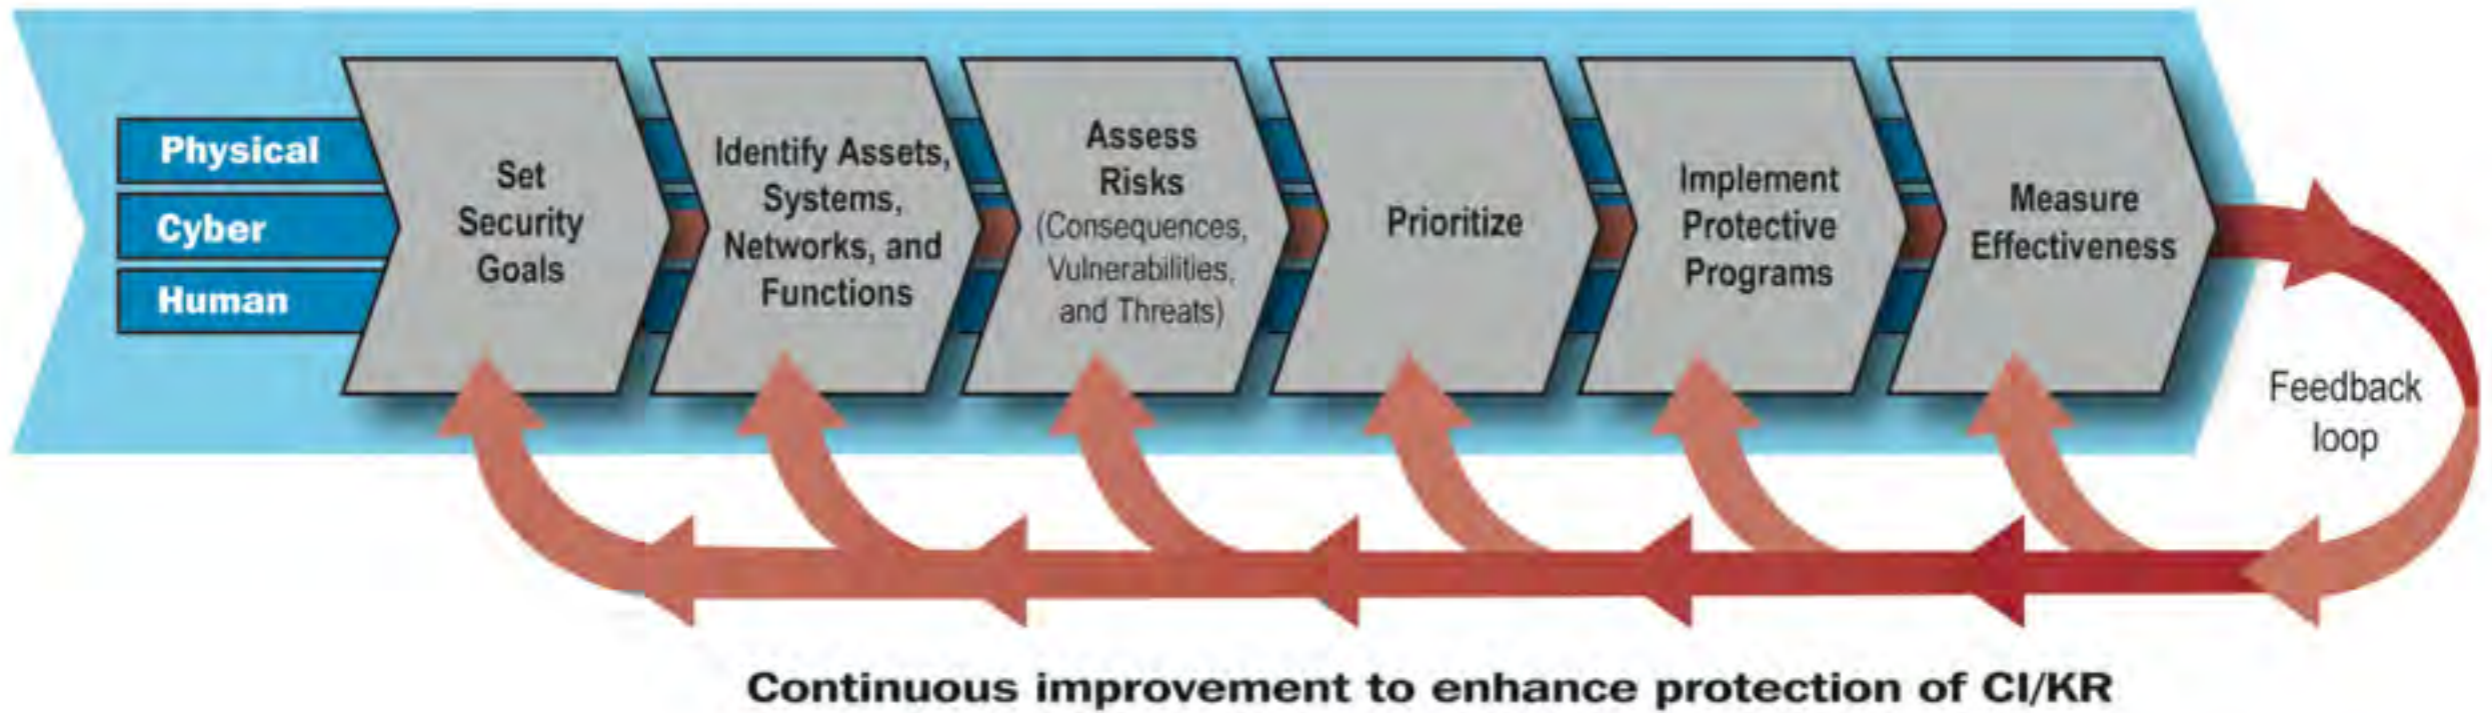 Physical
Cyber
Human
Set
Security
Goals
Identify Assets,
Systems,
Networks, and
Functions
Assess
Risks
(Consequences,
Vulnerabilities,
and Threats)
Prioritize
Implement
Protective
Programs
Measure
Effectiveness
Feedback
loop
Continuous improvement to enhance protection of CI/KR